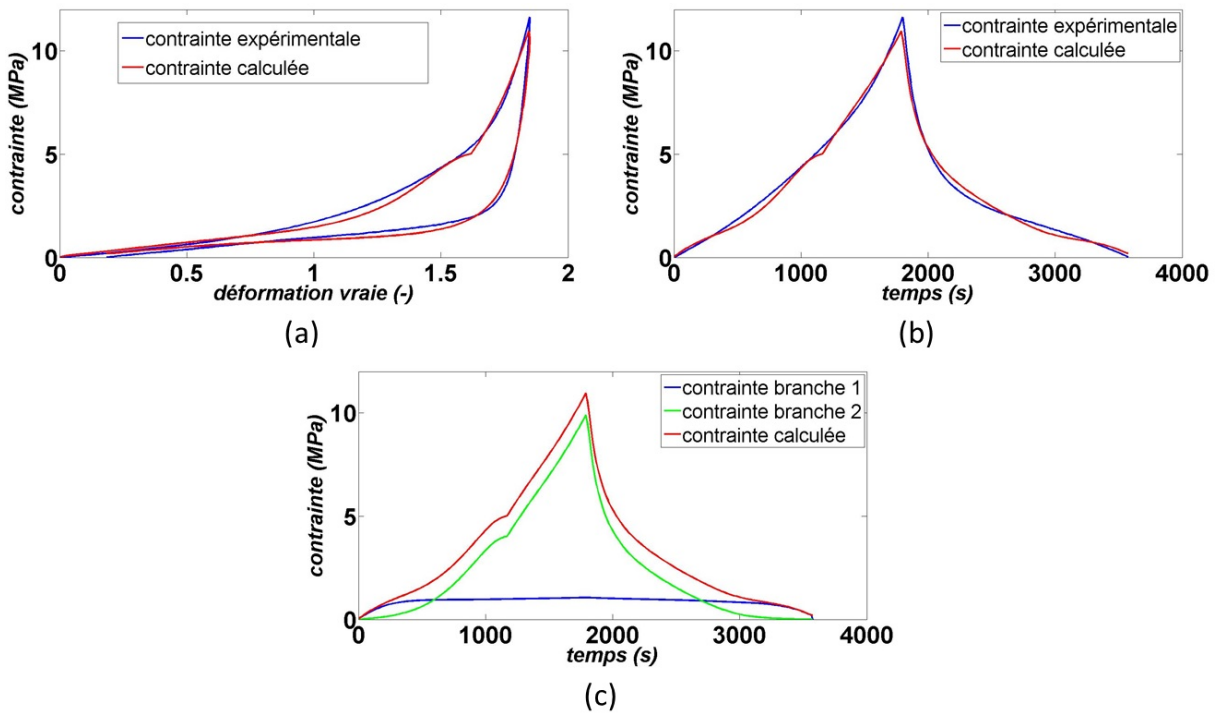 contrainte expérimentale
contrainte calculée
contrainte (MPa)
10
5
0
0
0.5
1
1.5
2
déformation vraie (-)
(a)
contrainte expérimentale
contrainte calculée
contrainte (MPa)
10
5
0
0
1000
2000
3000
4000
temps (s)
(b)
contrainte branche 1
contrainte branche 2
contrainte calculée
contrainte (MPa)
10
5
0
0
1000
2000
3000
4000
temps (s)
(c)